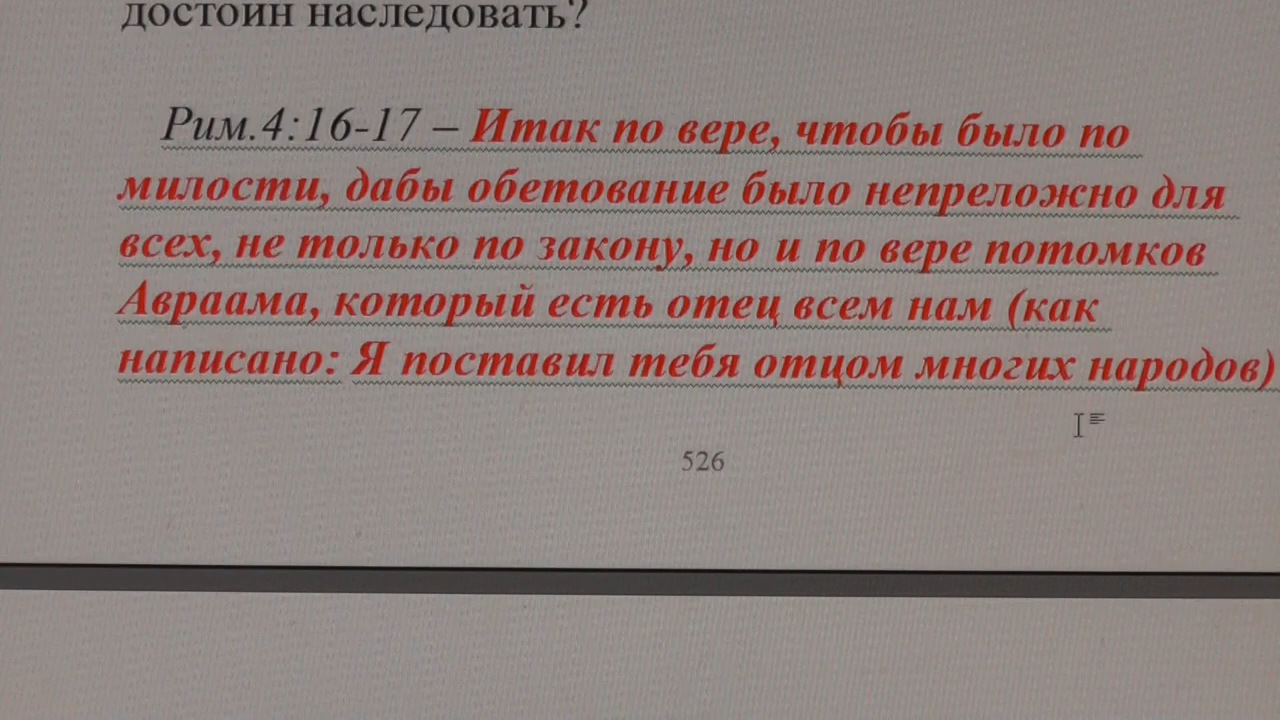 достоин наследовать?
Рим.4:16-17 – Итак по вере, чтобы было по
милости, дабы обетование было непреложно для
всех, не только по закону, но и по вере потомков
Авраама, который есть отец всем нам (как
написано: Я поставил тебя отцом многих народов)
526